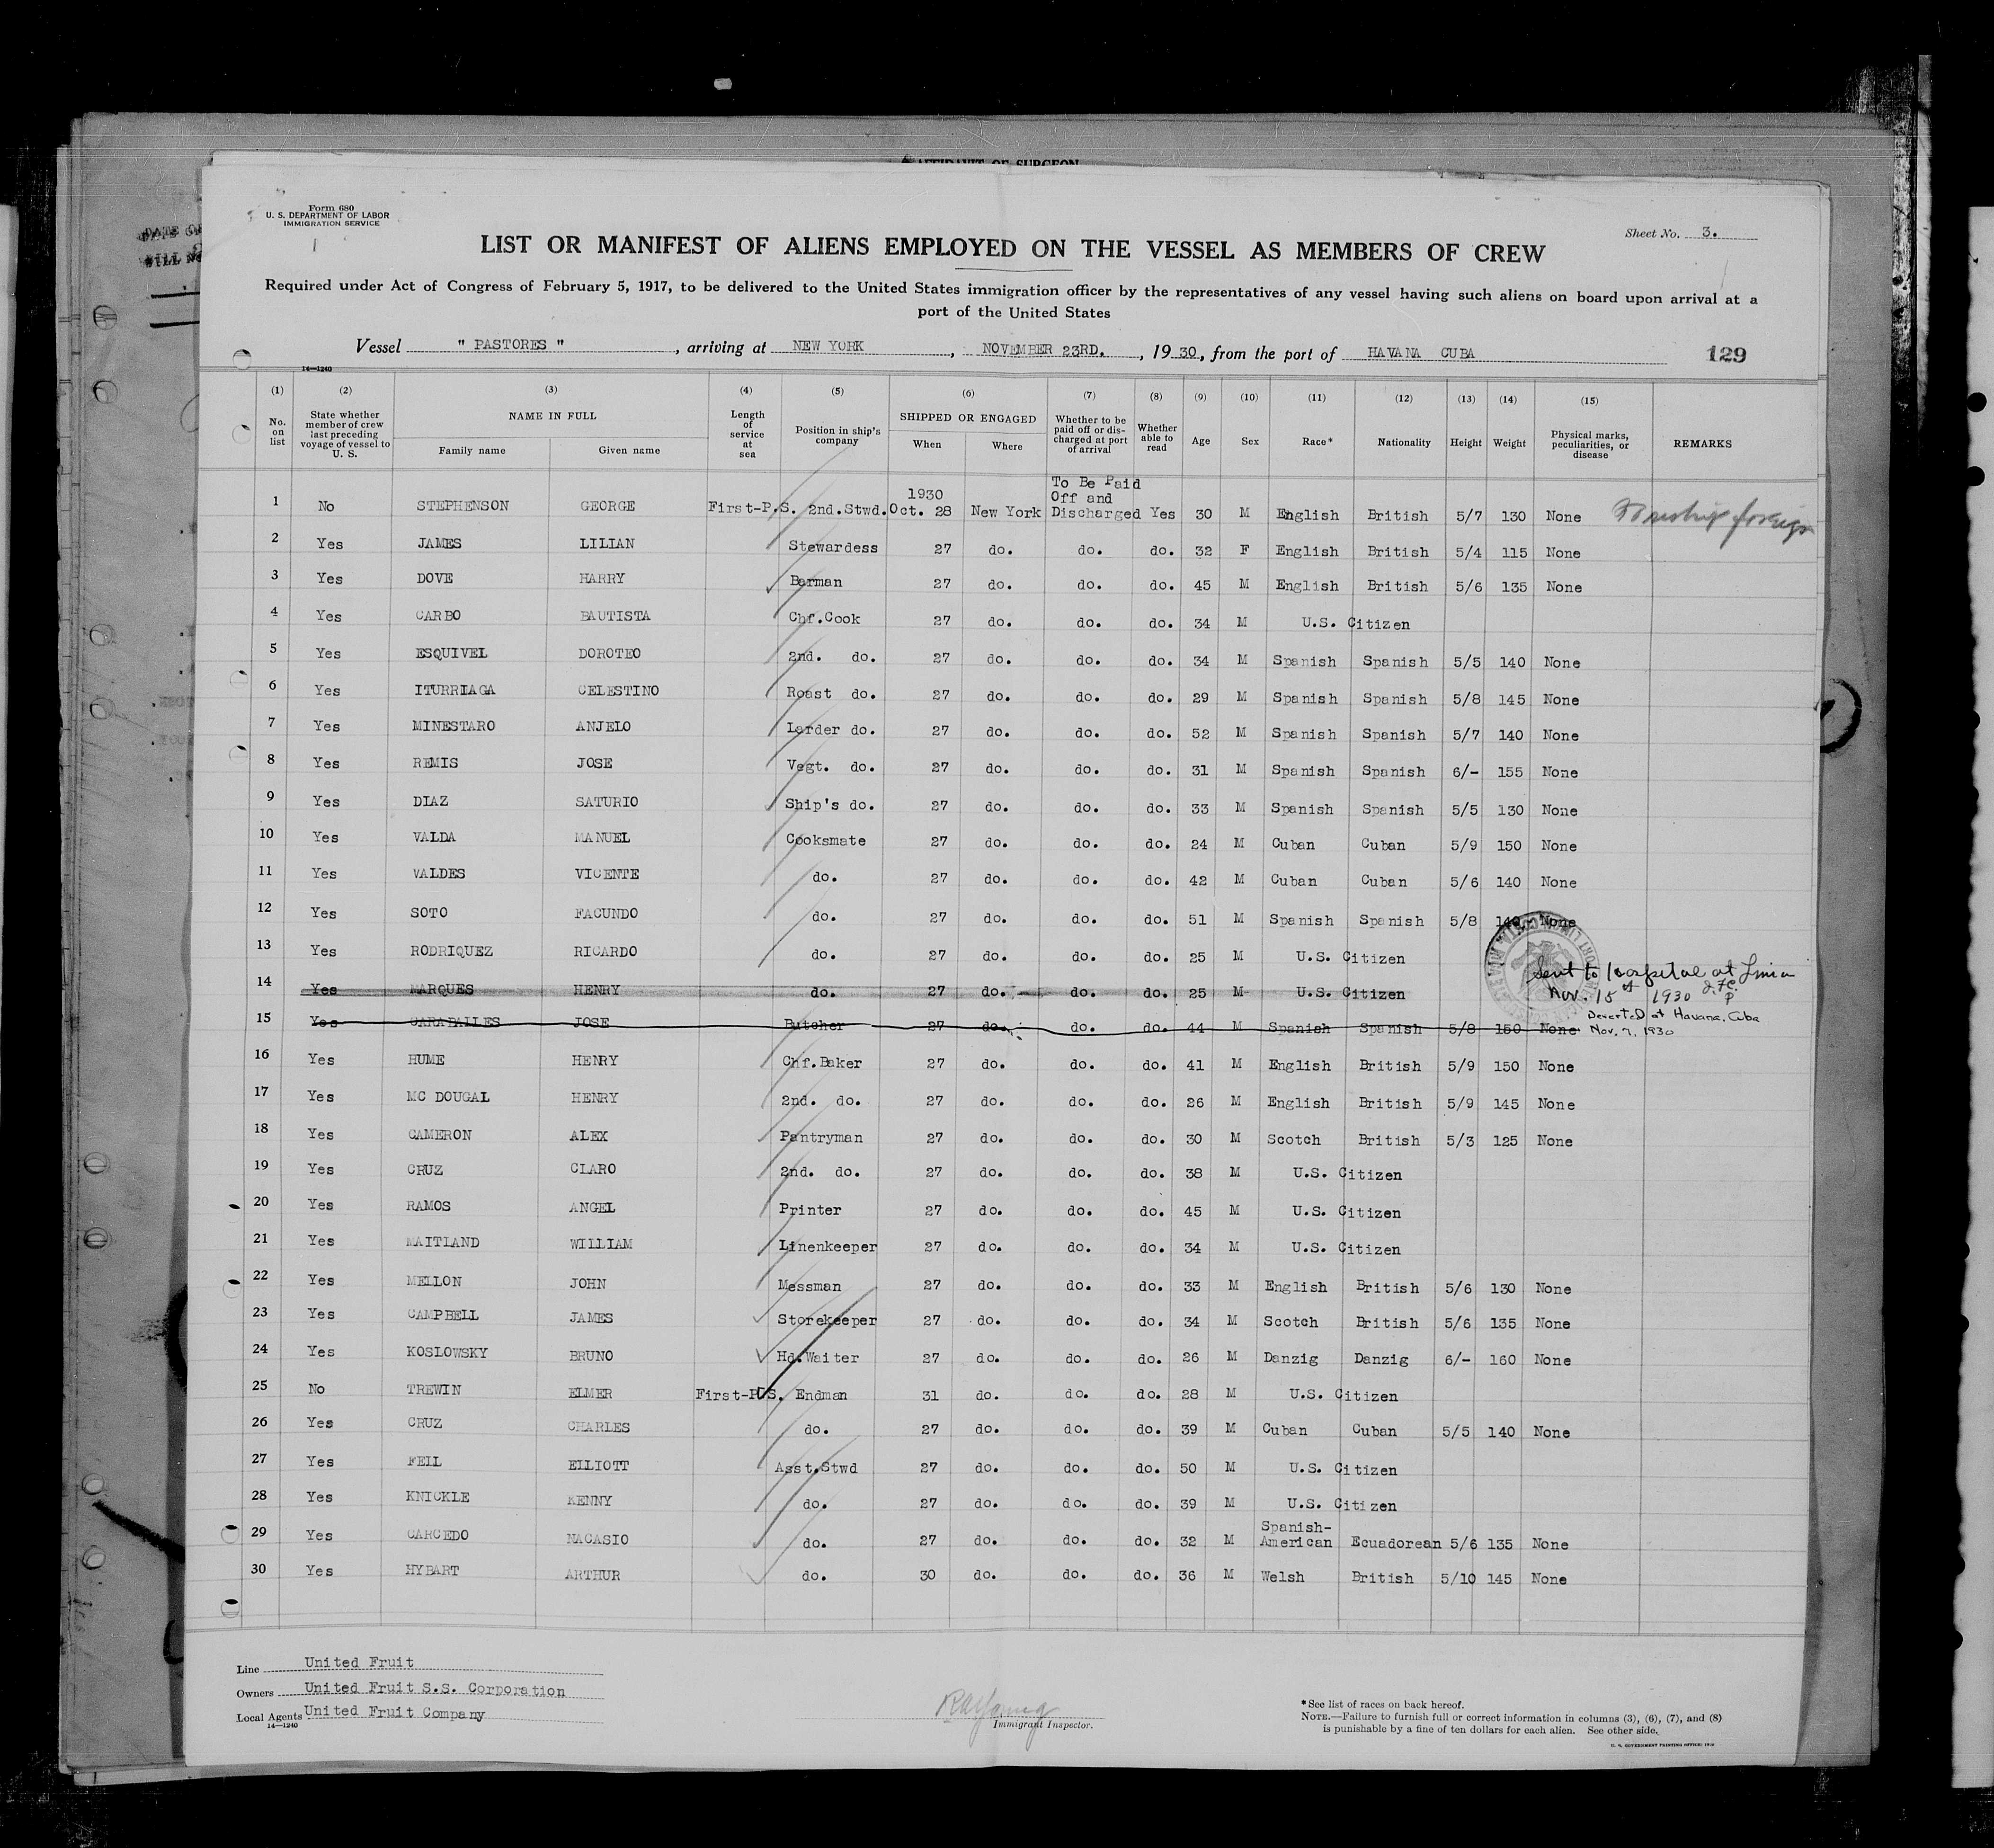 AFFIDAVIT OF SURGEON
Form 680
U. S. DEPARTMENT OF LABOR
IMMIGRATION SERVICE
Sheet No. 3.
LIST OR MANIFEST OF ALIENS EMPLOYED ON THE VESSEL AS MEMBERS OF CREW
Required under Act of Congress of February 5, 1917, to be delivered to the United States immigration officer by the representatives of any vessel having such aliens on board upon arrival at a
port of the United States
Vessel " PASTORES " , arriving at NEW YORK , NOVEMBER 23RD. , 1930, from the port of HAVANA CUBA 129
14—1240
(1) No. on list (2) State whether member of crew last preceding voyage of vessel to U. S. (3) NAME IN FULL Family name Given name (4) Length of service at sea (5) Position in ship's company (6) SHIPPED OR ENGAGED When Where (7) Whether to be paid off or discharged at port of arrival (8) Whether able to read (9) Age (10) Sex (11) Race* (12) Nationality (13) Height (14) Weight (15) Physical marks, peculiarities, or disease REMARKS
1 No STEPHENSON GEORGE First-P.S. 2nd.Stwd. 1930 Oct. 28 New York To Be Paid Off and Discharged Yes 30 M English British 5/7 130 None
2 Yes JAMES LILIAN Stewardess 27 do. do. do. 32 F English British 5/4 115 None
3 Yes DOVE HARRY Barman 27 do. do. do. 45 M English British 5/6 135 None
4 Yes CARBO BAUTISTA Chf.Cook 27 do. do. do. 34 M U.S. Citizen
5 Yes ESQUIVEL DOROTEO 2nd. do. 27 do. do. do. 34 M Spanish Spanish 5/5 140 None
6 Yes ITURRIAGA CELESTINO Roast do. 27 do. do. do. 29 M Spanish Spanish 5/8 145 None
7 Yes MINESTARO ANJELO Larder do. 27 do. do. do. 52 M Spanish Spanish 5/7 140 None
8 Yes REMIS JOSE Vegt. do. 27 do. do. do. 31 M Spanish Spanish 6/- 155 None
9 Yes DIAZ SATURIO Ship's do. 27 do. do. do. 33 M Spanish Spanish 5/5 130 None
10 Yes VALDA MANUEL Cooksmate 27 do. do. do. 24 M Cuban Cuban 5/9 150 None
11 Yes VALDES VICENTE do. 27 do. do. do. 42 M Cuban Cuban 5/6 140 None
12 Yes SOTO FACUNDO do. 27 do. do. do. 51 M Spanish Spanish 5/8 140 None
13 Yes RODRIQUEZ RICARDO do. 27 do. do. do. 25 M U.S. Citizen
14 Yes MARQUES HENRY do. 27 do. do. do. 25 M U.S. Citizen Sent to hospital at Limon Nov. 15 1930
15 Yes CARABALLES JOSE Butcher 27 do. do. do. 44 M Spanish Spanish 5/8 150 None Deserted at Havana, Cuba Nov. 7, 1930
16 Yes HUME HENRY Chf.Baker 27 do. do. do. 41 M English British 5/9 150 None
17 Yes MC DOUGAL HENRY 2nd. do. 27 do. do. do. 26 M English British 5/9 145 None
18 Yes CAMERON ALEX Pantryman 27 do. do. do. 30 M Scotch British 5/3 125 None
19 Yes CRUZ CLARO 2nd. do. 27 do. do. do. 38 M U.S. Citizen
20 Yes RAMOS ANGEL Printer 27 do. do. do. 45 M U.S. Citizen
21 Yes MAITLAND WILLIAM Linenkeeper 27 do. do. do. 34 M U.S. Citizen
22 Yes MELLON JOHN Messman 27 do. do. do. 33 M English British 5/6 130 None
23 Yes CAMPBELL JAMES Storekeeper 27 do. do. do. 34 M Scotch British 5/6 135 None
24 Yes KOSLOWSKY BRUNO Hd.Waiter 27 do. do. do. 26 M Danzig Danzig 6/- 160 None
25 No TREWIN ELMER First-P.S. Endman 31 do. do. do. 28 M U.S. Citizen
26 Yes CRUZ CHARLES do. 27 do. do. do. 39 M Cuban Cuban 5/5 140 None
27 Yes FELL ELLIOTT Asst.Stwd 27 do. do. do. 50 M U.S. Citizen
28 Yes KNICKLE KENNY do. 27 do. do. do. 39 M U.S. Citizen
29 Yes CARCEDO NACASIO do. 27 do. do. do. 32 M Spanish-American Ecuadorean 5/6 135 None
30 Yes HYBART ARTHUR do. 30 do. do. do. 36 M Welsh British 5/10 145 None
Line United Fruit
Owners United Fruit S.S. Corporation
Local Agents United Fruit Company
14—1240
Immigrant Inspector.
*See list of races on back hereof.
NOTE.—Failure to furnish full or correct information in columns (3), (6), (7), and (8)
is punishable by a fine of ten dollars for each alien. See other side.